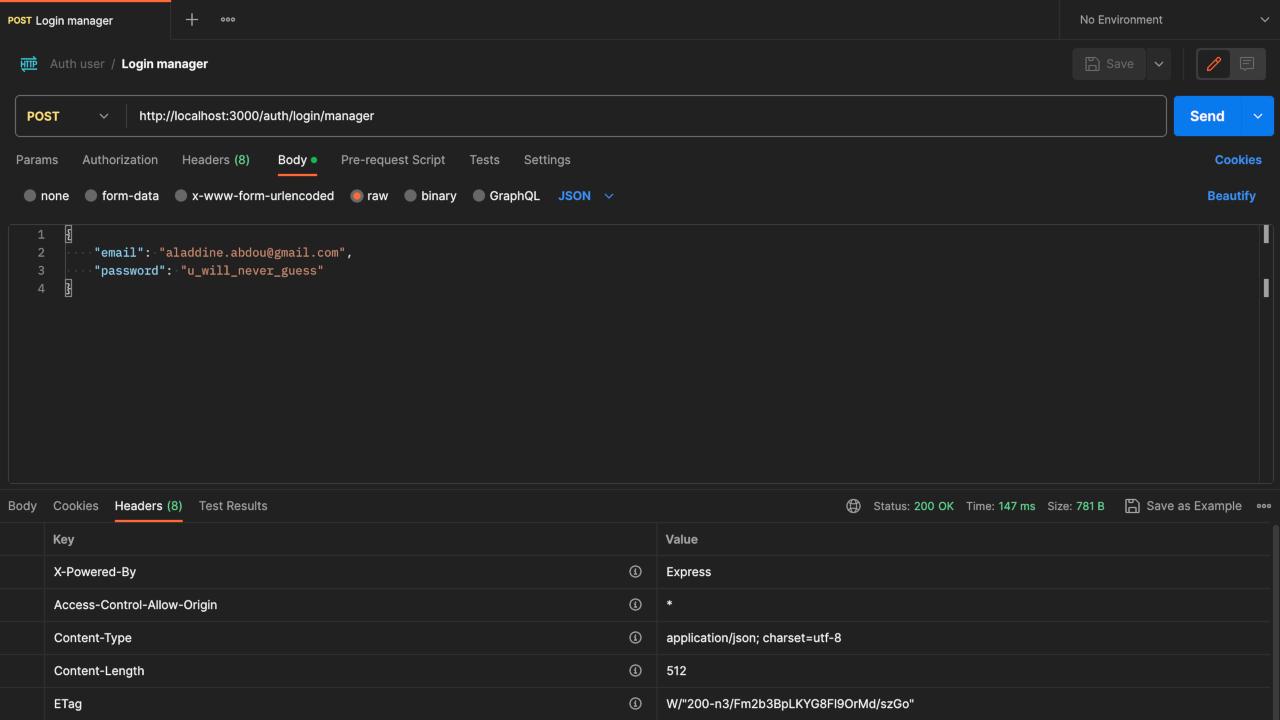 POST Login manager
No Environment
HTTP Auth user / Login manager
Save
POST http://localhost:3000/auth/login/manager
Send
Params Authorization Headers (8) Body Pre-request Script Tests Settings
Cookies
none form-data x-www-form-urlencoded raw binary GraphQL JSON
Beautify
1 {
2 "email": "aladdine.abdou@gmail.com",
3 "password": "u_will_never_guess"
4 }
Body Cookies Headers (8) Test Results
Status: 200 OK Time: 147 ms Size: 781 B Save as Example
Key Value
X-Powered-By Express
Access-Control-Allow-Origin *
Content-Type application/json; charset=utf-8
Content-Length 512
ETag W/"200-n3/Fm2b3BpLKYG8Fl9OrMd/szGo"